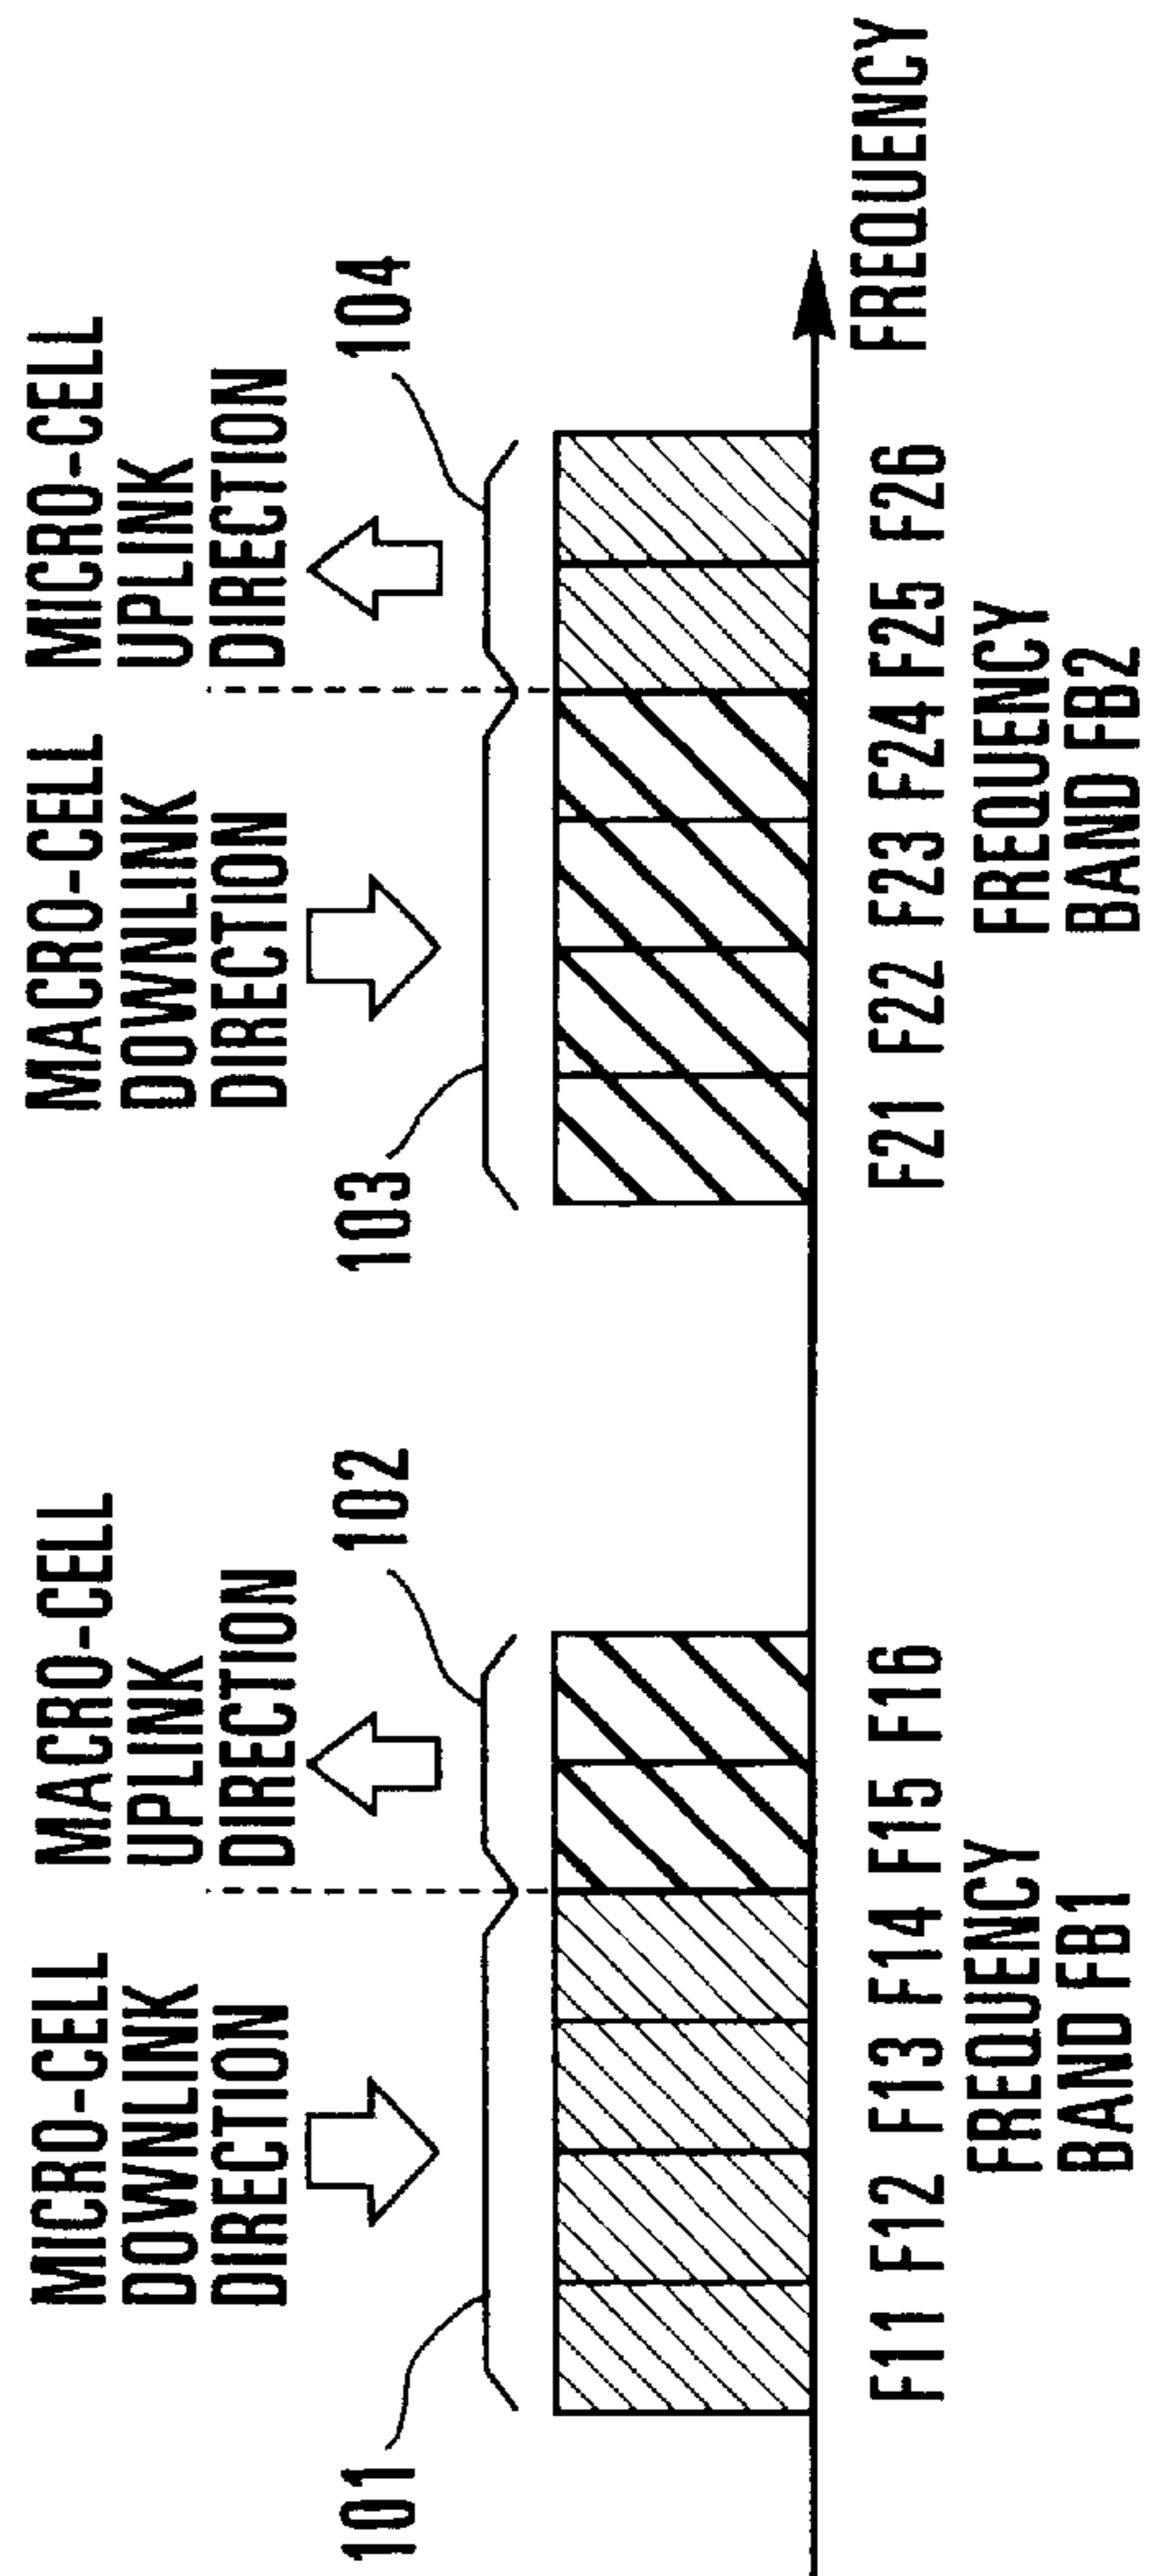 MICRO-CELL
DOWNLINK
DIRECTION
MACRO-CELL
UPLINK
DIRECTION
MACRO-CELL
DOWNLINK
DIRECTION
MICRO-CELL
UPLINK
DIRECTION
101
102
103
104
F11 F12 F13 F14 F15 F16
F21 F22 F23 F24 F25 F26
FREQUENCY
FREQUENCY
BAND FB1
FREQUENCY
BAND FB2